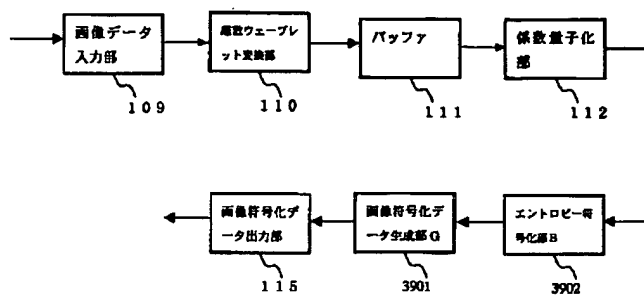 画像データ
入力部
109
離散ウェーブレ
ット変換部
110
バッファ
111
係数量子化
部
112
画像符号化デ
ータ出力部
115
画像符号化デ
ータ生成部G
3901
エントロピー符
号化部B
3902